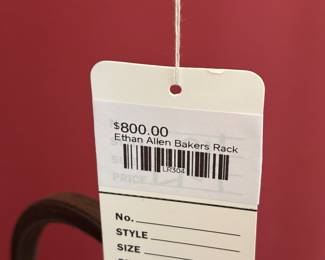 $800.00
Ethan Allen Bakers Rack
LR304
No.
STYLE
SIZE